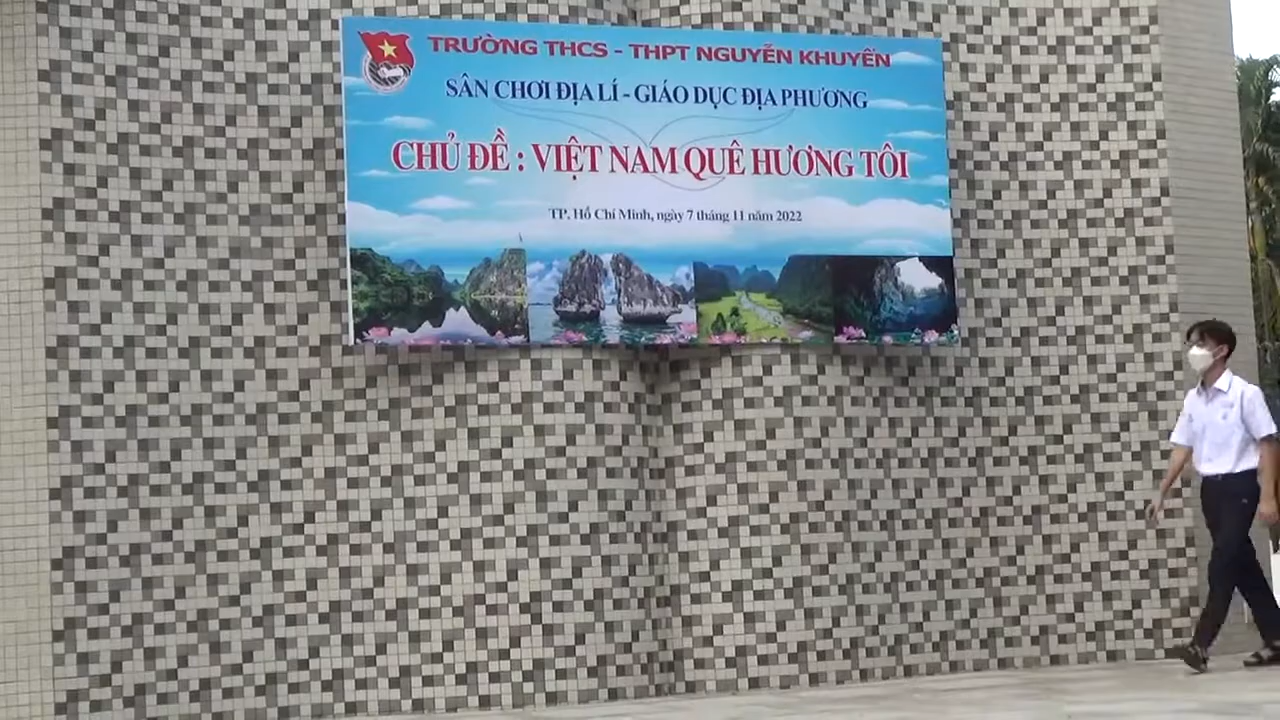 TRƯỜNG THCS - THPT NGUYỄN KHUYẾN
SÂN CHƠI ĐỊA LÍ - GIÁO DỤC ĐỊA PHƯƠNG
CHỦ ĐỀ : VIỆT NAM QUÊ HƯƠNG TÔI
TP. Hồ Chí Minh, ngày 7 tháng 11 năm 2022